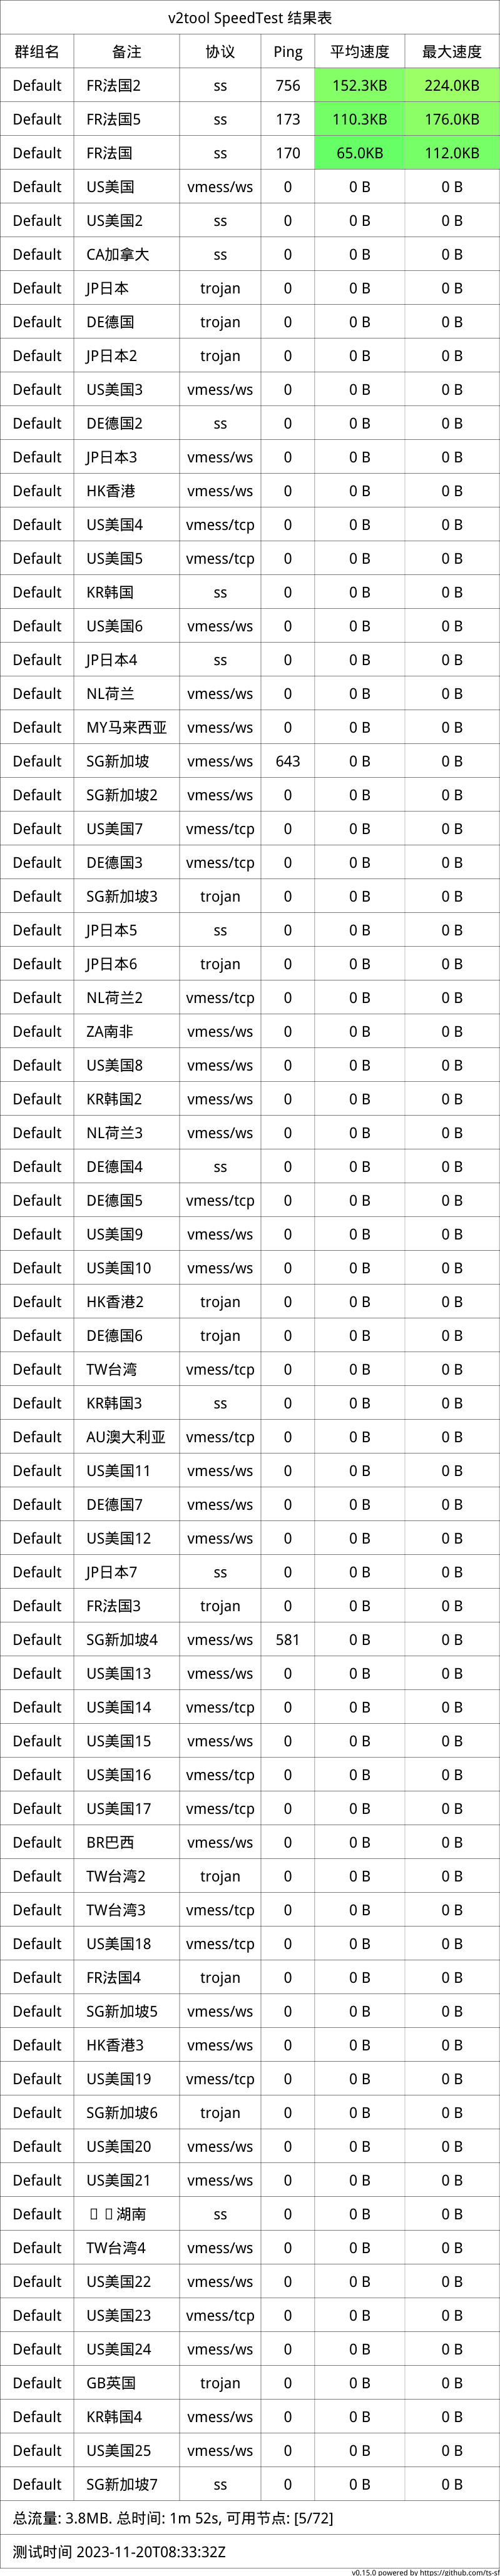 v2tool SpeedTest 结果表
群组名 备注 协议 Ping 平均速度 最大速度
Default FR法国2 ss 756 152.3KB 224.0KB
Default FR法国5 ss 173 110.3KB 176.0KB
Default FR法国 ss 170 65.0KB 112.0KB
Default US美国 vmess/ws 0 0 B 0 B
Default US美国2 ss 0 0 B 0 B
Default CA加拿大 ss 0 0 B 0 B
Default JP日本 trojan 0 0 B 0 B
Default DE德国 trojan 0 0 B 0 B
Default JP日本2 trojan 0 0 B 0 B
Default US美国3 vmess/ws 0 0 B 0 B
Default DE德国2 ss 0 0 B 0 B
Default JP日本3 vmess/ws 0 0 B 0 B
Default HK香港 vmess/ws 0 0 B 0 B
Default US美国4 vmess/tcp 0 0 B 0 B
Default US美国5 vmess/tcp 0 0 B 0 B
Default KR韩国 ss 0 0 B 0 B
Default US美国6 vmess/ws 0 0 B 0 B
Default JP日本4 ss 0 0 B 0 B
Default NL荷兰 vmess/ws 0 0 B 0 B
Default MY马来西亚 vmess/ws 0 0 B 0 B
Default SG新加坡 vmess/ws 643 0 B 0 B
Default SG新加坡2 vmess/ws 0 0 B 0 B
Default US美国7 vmess/tcp 0 0 B 0 B
Default DE德国3 vmess/tcp 0 0 B 0 B
Default SG新加坡3 trojan 0 0 B 0 B
Default JP日本5 ss 0 0 B 0 B
Default JP日本6 trojan 0 0 B 0 B
Default NL荷兰2 vmess/tcp 0 0 B 0 B
Default ZA南非 vmess/ws 0 0 B 0 B
Default US美国8 vmess/ws 0 0 B 0 B
Default KR韩国2 vmess/ws 0 0 B 0 B
Default NL荷兰3 vmess/ws 0 0 B 0 B
Default DE德国4 ss 0 0 B 0 B
Default DE德国5 vmess/tcp 0 0 B 0 B
Default US美国9 vmess/ws 0 0 B 0 B
Default US美国10 vmess/ws 0 0 B 0 B
Default HK香港2 trojan 0 0 B 0 B
Default DE德国6 trojan 0 0 B 0 B
Default TW台湾 vmess/tcp 0 0 B 0 B
Default KR韩国3 ss 0 0 B 0 B
Default AU澳大利亚 vmess/tcp 0 0 B 0 B
Default US美国11 vmess/ws 0 0 B 0 B
Default DE德国7 vmess/ws 0 0 B 0 B
Default US美国12 vmess/ws 0 0 B 0 B
Default JP日本7 ss 0 0 B 0 B
Default FR法国3 trojan 0 0 B 0 B
Default SG新加坡4 vmess/ws 581 0 B 0 B
Default US美国13 vmess/ws 0 0 B 0 B
Default US美国14 vmess/tcp 0 0 B 0 B
Default US美国15 vmess/ws 0 0 B 0 B
Default US美国16 vmess/tcp 0 0 B 0 B
Default US美国17 vmess/tcp 0 0 B 0 B
Default BR巴西 vmess/ws 0 0 B 0 B
Default TW台湾2 trojan 0 0 B 0 B
Default TW台湾3 vmess/tcp 0 0 B 0 B
Default US美国18 vmess/tcp 0 0 B 0 B
Default FR法国4 trojan 0 0 B 0 B
Default SG新加坡5 vmess/ws 0 0 B 0 B
Default HK香港3 vmess/ws 0 0 B 0 B
Default US美国19 vmess/tcp 0 0 B 0 B
Default SG新加坡6 trojan 0 0 B 0 B
Default US美国20 vmess/ws 0 0 B 0 B
Default US美国21 vmess/ws 0 0 B 0 B
Default 湖南 ss 0 0 B 0 B
Default TW台湾4 vmess/ws 0 0 B 0 B
Default US美国22 vmess/ws 0 0 B 0 B
Default US美国23 vmess/tcp 0 0 B 0 B
Default US美国24 vmess/ws 0 0 B 0 B
Default GB英国 trojan 0 0 B 0 B
Default KR韩国4 vmess/ws 0 0 B 0 B
Default US美国25 vmess/ws 0 0 B 0 B
Default SG新加坡7 ss 0 0 B 0 B
总流量: 3.8MB. 总时间: 1m 52s, 可用节点: [5/72]
测试时间 2023-11-20T08:33:32Z
v0.15.0 powered by https://github.com/ts-sl